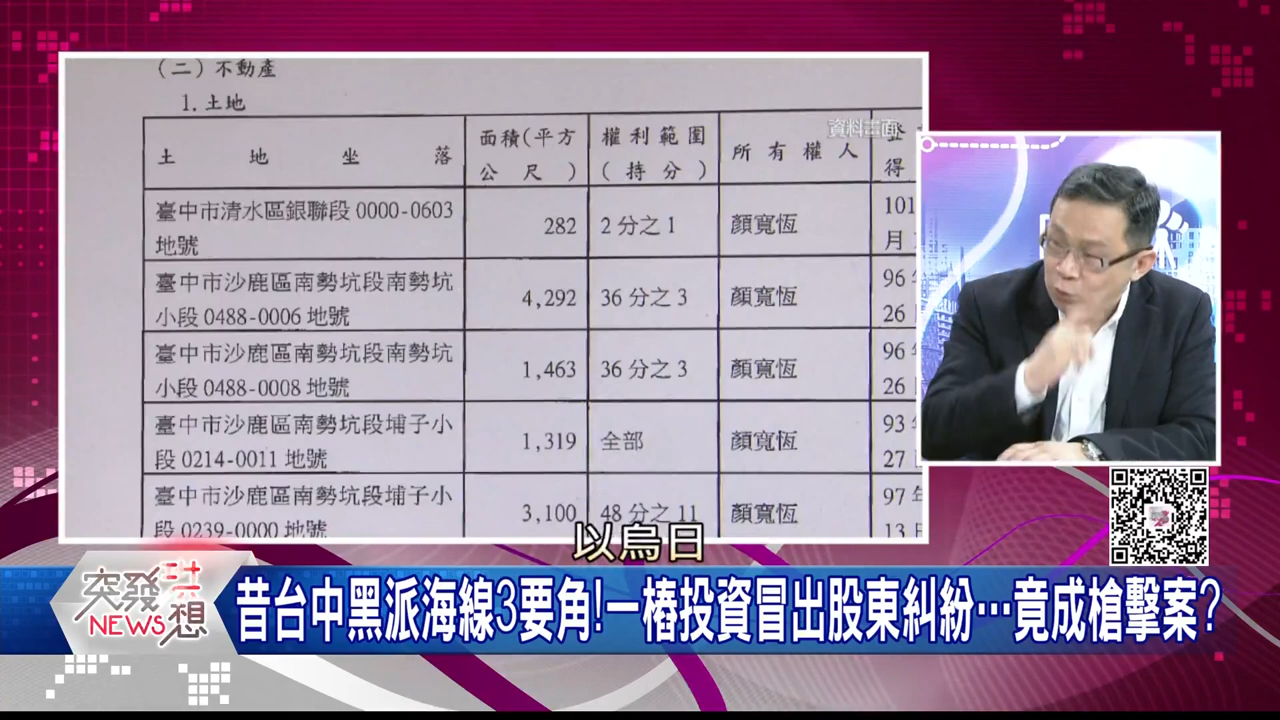 (二)不動產
1.土地
資料畫面
土地坐落 面積(平方公尺) 權利範圍(持分) 所有權人
臺中市清水區銀聯段 0000-0603 地號 282 2分之1 顏寬恆 101 月
臺中市沙鹿區南勢坑段南勢坑小段 0488-0006 地號 4,292 36分之3 顏寬恆 96 26
臺中市沙鹿區南勢坑段南勢坑小段 0488-0008 地號 1,463 36分之3 顏寬恆 96 26
臺中市沙鹿區南勢坑段埔子小段 0214-0011 地號 1,319 全部 顏寬恆 93 27
臺中市沙鹿區南勢坑段埔子小段 0239-0000 地號 3,100 48分之11 顏寬恆 97 13
以烏日
突發琪想
NEWS
昔台中黑派海線3要角!一樁投資冒出股東糾紛…竟成槍擊案?